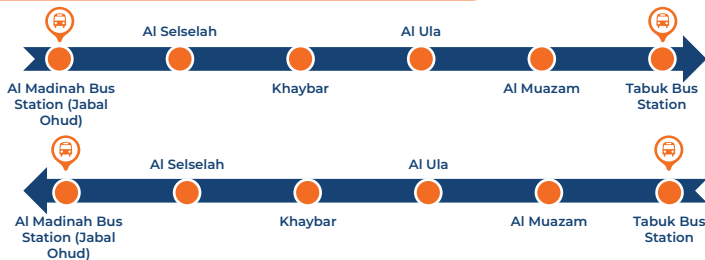 Al Selselah
Al Ula
Al Madinah Bus
Station (Jabal
Ohud)
Khaybar
Al Muazam
Tabuk Bus
Station
Al Selselah
Al Ula
Al Madinah Bus
Station (Jabal
Ohud)
Khaybar
Al Muazam
Tabuk Bus
Station